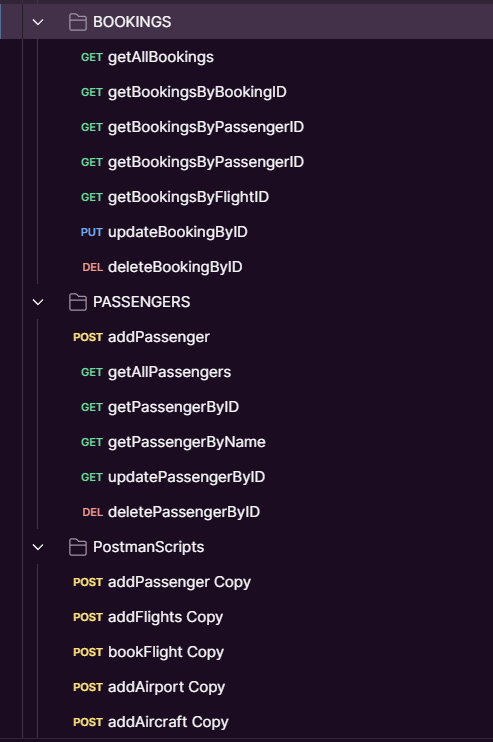 BOOKINGS
GET getAllBookings
GET getBookingsByBookingID
GET getBookingsByPassengerID
GET getBookingsByPassengerID
GET getBookingsByFlightID
PUT updateBookingByID
DEL deleteBookingByID
PASSENGERS
POST addPassenger
GET getAllPassengers
GET getPassengerByID
GET getPassengerByName
GET updatePassengerByID
DEL deletePassengerByID
PostmanScripts
POST addPassenger Copy
POST addFlights Copy
POST bookFlight Copy
POST addAirport Copy
POST addAircraft Copy